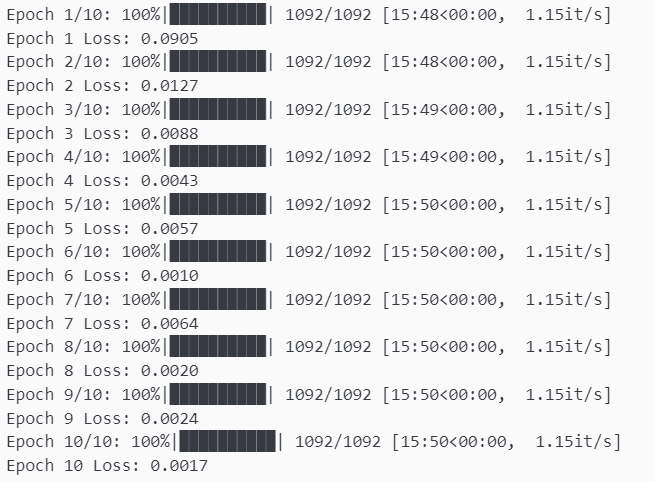 Epoch 1/10: 100%|██████████| 1092/1092 [15:48<00:00,  1.15it/s]
Epoch 1 Loss: 0.0905
Epoch 2/10: 100%|██████████| 1092/1092 [15:48<00:00,  1.15it/s]
Epoch 2 Loss: 0.0127
Epoch 3/10: 100%|██████████| 1092/1092 [15:49<00:00,  1.15it/s]
Epoch 3 Loss: 0.0088
Epoch 4/10: 100%|██████████| 1092/1092 [15:49<00:00,  1.15it/s]
Epoch 4 Loss: 0.0043
Epoch 5/10: 100%|██████████| 1092/1092 [15:50<00:00,  1.15it/s]
Epoch 5 Loss: 0.0057
Epoch 6/10: 100%|██████████| 1092/1092 [15:50<00:00,  1.15it/s]
Epoch 6 Loss: 0.0010
Epoch 7/10: 100%|██████████| 1092/1092 [15:50<00:00,  1.15it/s]
Epoch 7 Loss: 0.0064
Epoch 8/10: 100%|██████████| 1092/1092 [15:50<00:00,  1.15it/s]
Epoch 8 Loss: 0.0020
Epoch 9/10: 100%|██████████| 1092/1092 [15:50<00:00,  1.15it/s]
Epoch 9 Loss: 0.0024
Epoch 10/10: 100%|██████████| 1092/1092 [15:50<00:00,  1.15it/s]
Epoch 10 Loss: 0.0017